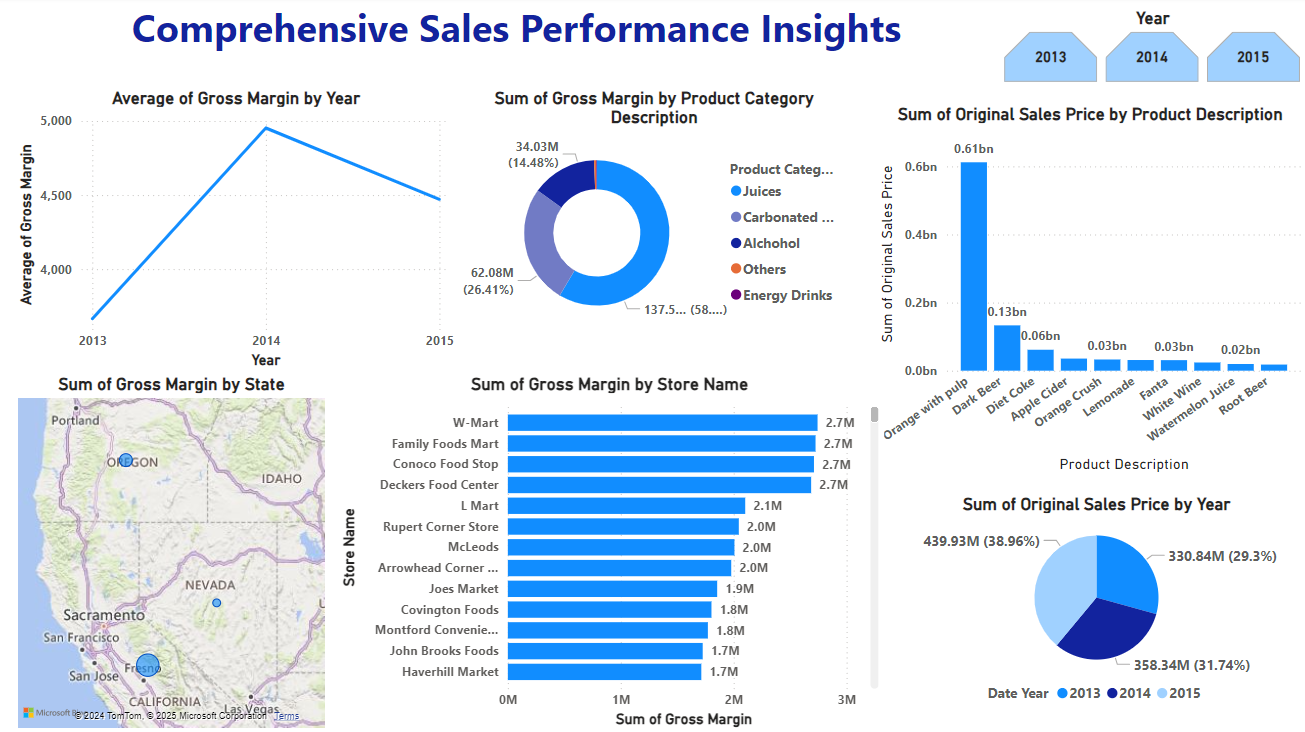 Comprehensive Sales Performance Insights
Year
2013
2014
2015
Average of Gross Margin by Year
Average of Gross Margin
5,000
4,500
4,000
2013
2014
2015
Year
Sum of Gross Margin by Product Category
Description
34.03M
(14.48%)
62.08M
(26.41%)
137.5... (58....)
Product Categ...
Juices
Carbonated ...
Alchohol
Others
Energy Drinks
Sum of Original Sales Price by Product Description
Sum of Original Sales Price
0.6bn
0.4bn
0.2bn
0.0bn
0.61bn
0.13bn
0.06bn
0.03bn
0.03bn
0.02bn
Orange with pulp
Dark Beer
Diet Coke
Apple Cider
Orange Crush
Lemonade
Fanta
White Wine
Watermelon Juice
Root Beer
Product Description
Sum of Gross Margin by State
Portland
OREGON
IDAHO
NEVADA
Sacramento
San Francisco
San Jose
Fresno
CALIFORNIA
Las Vegas
Microsoft B
© 2024 TomTom, © 2025 Microsoft Corporation Terms
Sum of Gross Margin by Store Name
Store Name
W-Mart 2.7M
Family Foods Mart 2.7M
Conoco Food Stop 2.7M
Deckers Food Center 2.7M
L Mart 2.1M
Rupert Corner Store 2.0M
McLeods 2.0M
Arrowhead Corner ... 2.0M
Joes Market 1.9M
Covington Foods 1.8M
Montford Convenie... 1.8M
John Brooks Foods 1.7M
Haverhill Market 1.7M
0M 1M 2M 3M
Sum of Gross Margin
Sum of Original Sales Price by Year
439.93M (38.96%)
330.84M (29.3%)
358.34M (31.74%)
Date Year 2013 2014 2015